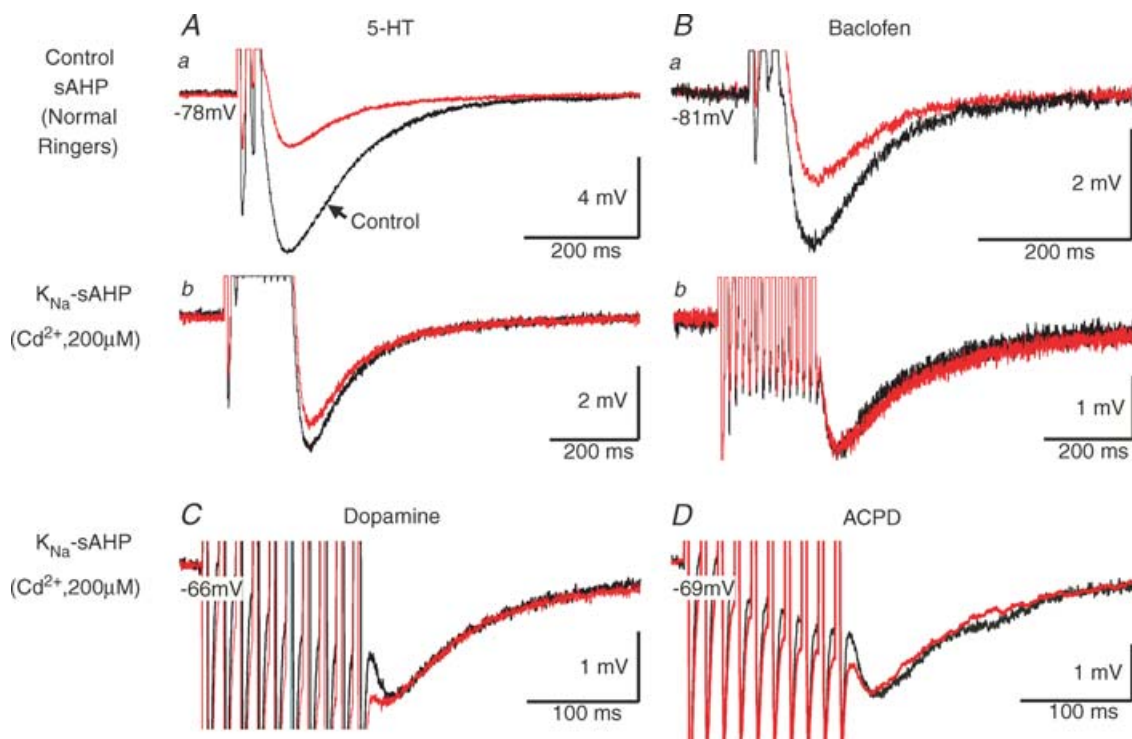 A
5-HT
B
Baclofen
Control
sAHP
(Normal
Ringers)
a
-78mV
Control
4 mV
200 ms
a
-81mV
2 mV
200 ms
K_Na-sAHP
(Cd²⁺,200μM)
b
2 mV
200 ms
b
1 mV
200 ms
K_Na-sAHP
(Cd²⁺,200μM)
C
Dopamine
-66mV
1 mV
100 ms
D
ACPD
-69mV
1 mV
100 ms